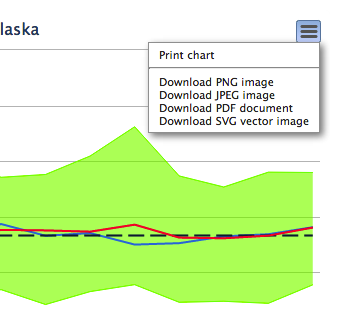 laska
Print chart
Download PNG image
Download JPEG image
Download PDF document
Download SVG vector image